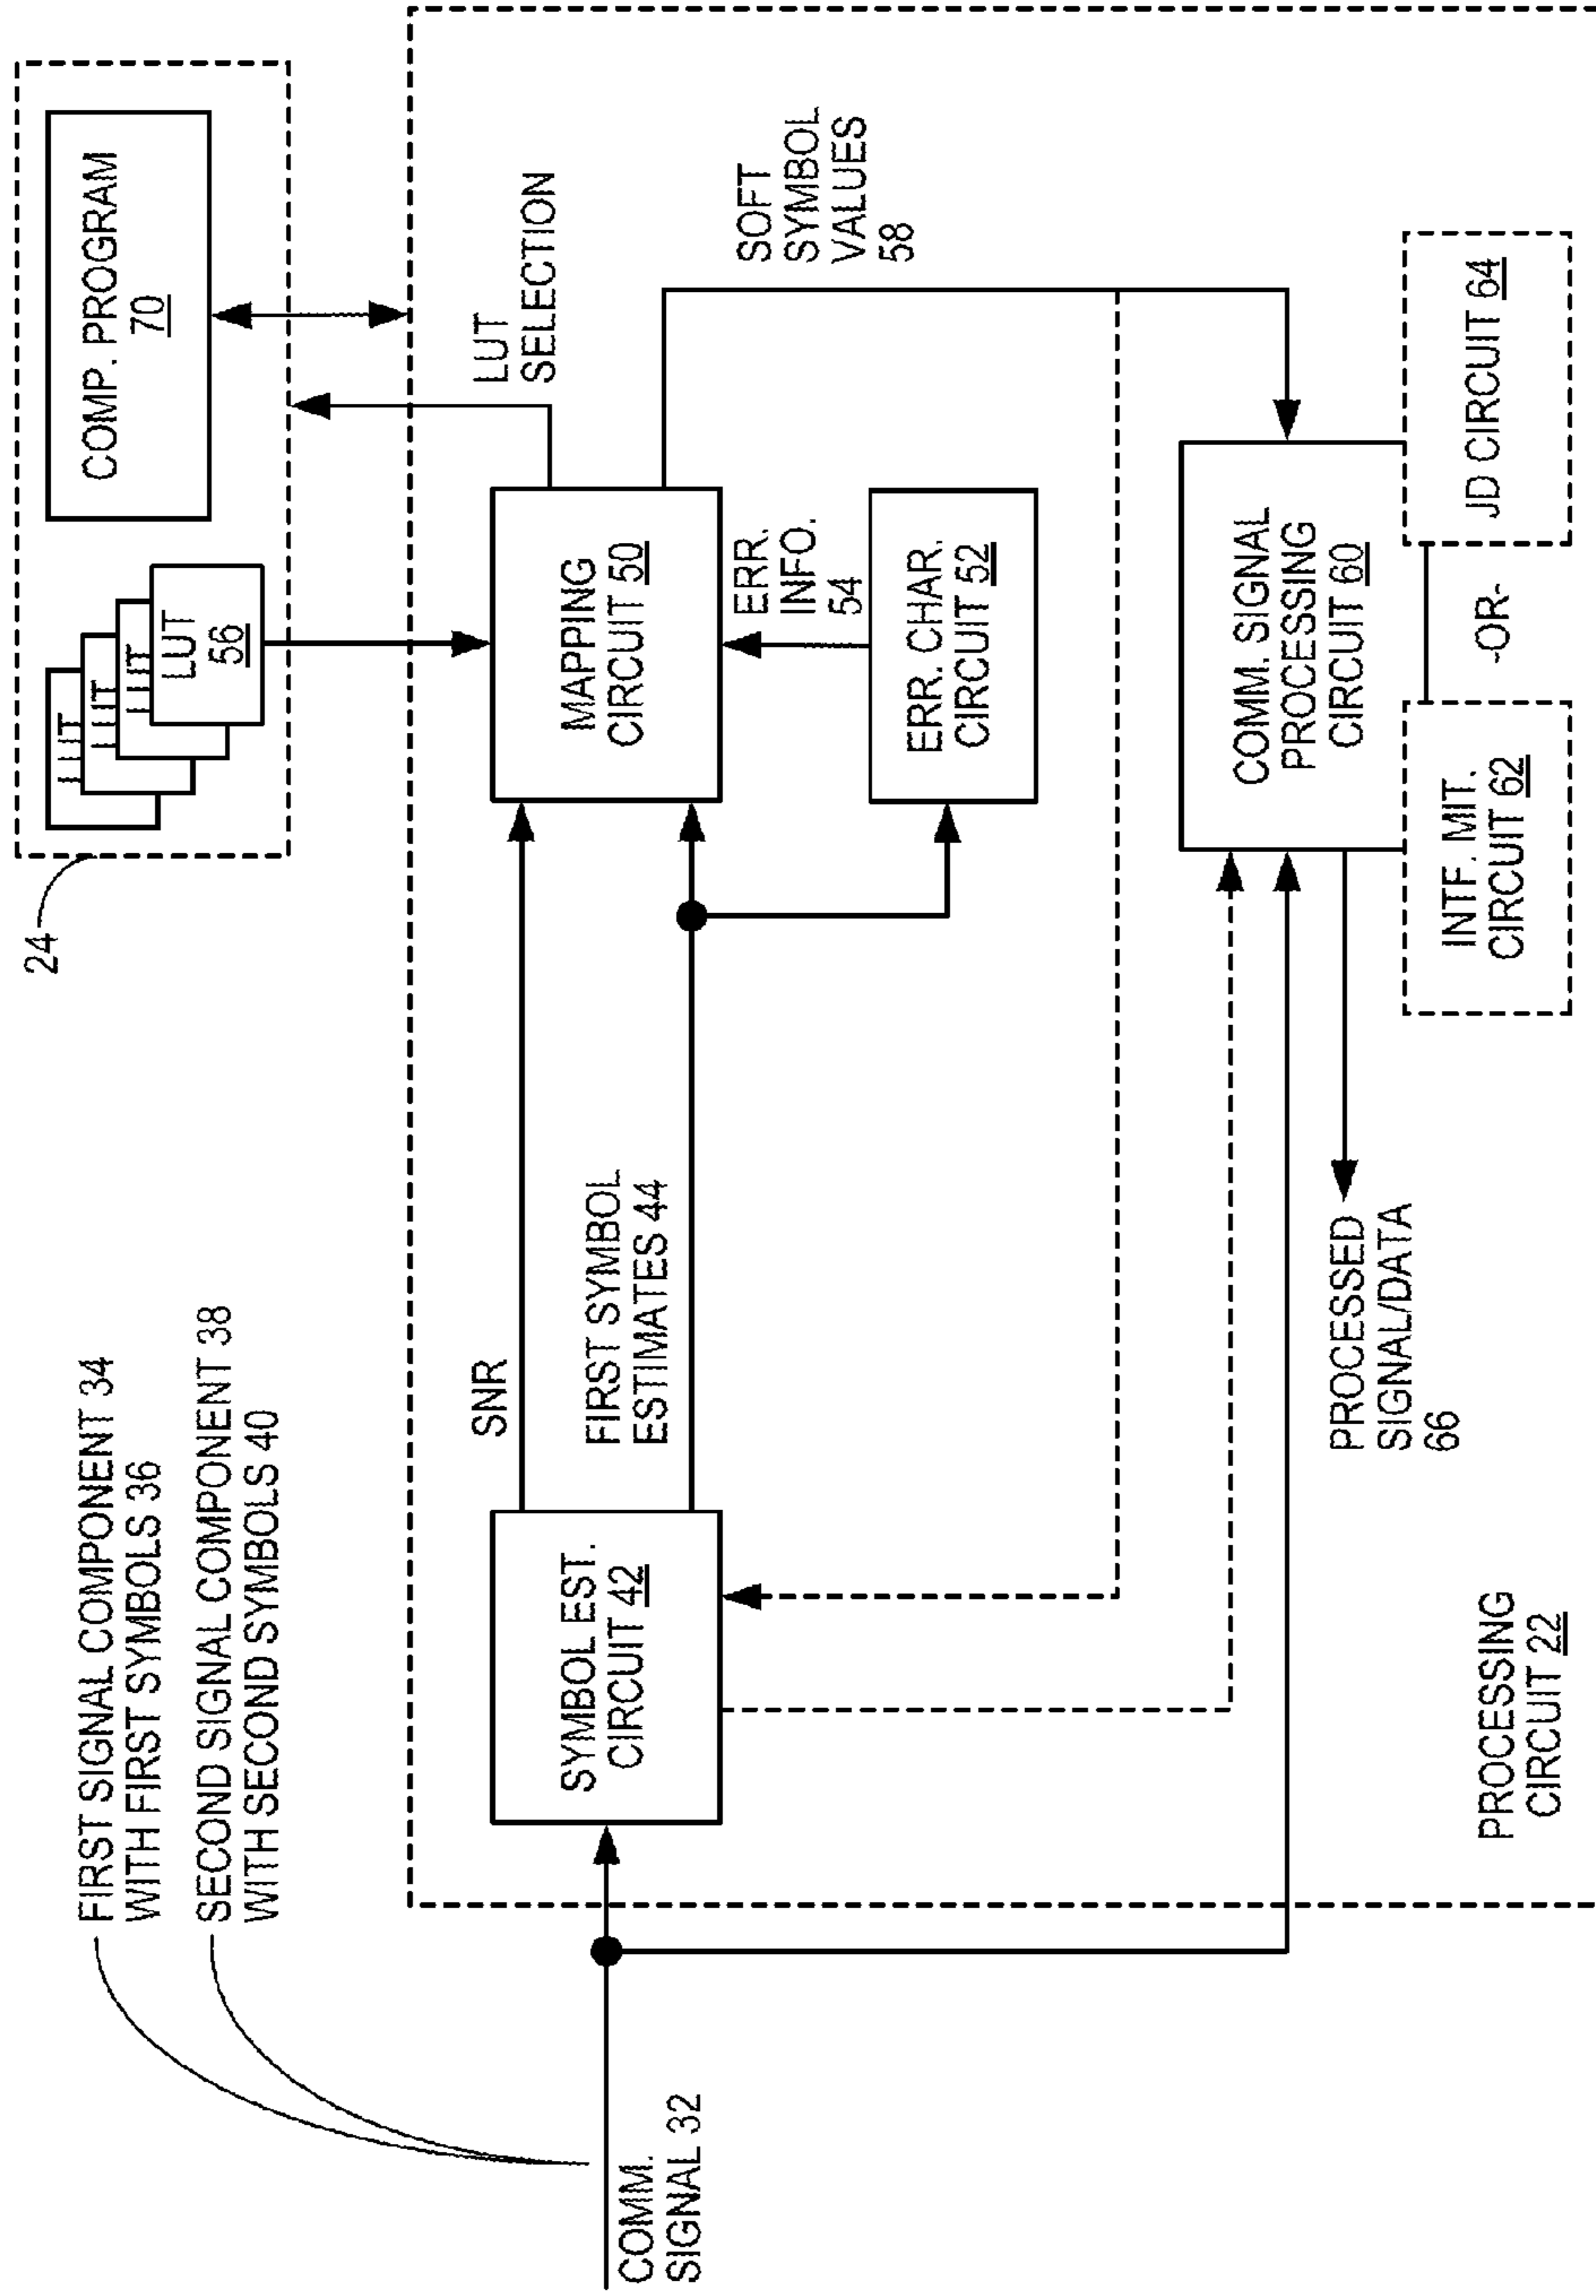 FIRST SIGNAL COMPONENT 34
WITH FIRST SYMBOLS 36
SECOND SIGNAL COMPONENT 38
WITH SECOND SYMBOLS 40
24
LUT
LUT
LUT
LUT
56
COMP. PROGRAM
70
COMM.
SIGNAL 32
SYMBOL EST.
CIRCUIT 42
SNR
FIRST SYMBOL
ESTIMATES 44
MAPPING
CIRCUIT 50
LUT
SELECTION
ERR.
INFO.
54
ERR. CHAR.
CIRCUIT 52
SOFT
SYMBOL
VALUES
58
COMM. SIGNAL
PROCESSING
CIRCUIT 60
PROCESSED
SIGNAL/DATA
66
INTF. MIT.
CIRCUIT 62
-OR-
JD CIRCUIT 64
PROCESSING
CIRCUIT 22